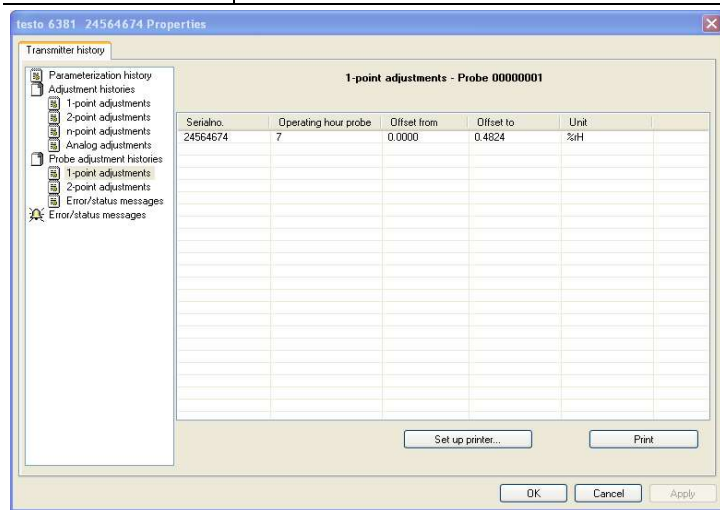 testo 6381 24564674 Properties
Transmitter history
Parameterization history
Adjustment histories
1-point adjustments
2-point adjustments
n-point adjustments
Analog adjustments
Probe adjustment histories
1-point adjustments
2-point adjustments
Error/status messages
Error/status messages
1-point adjustments - Probe 00000001
Serialno. Operating hour probe Offset from Offset to Unit
24564674 7 0.0000 0.4824 %rH
Set up printer... Print
OK Cancel Apply